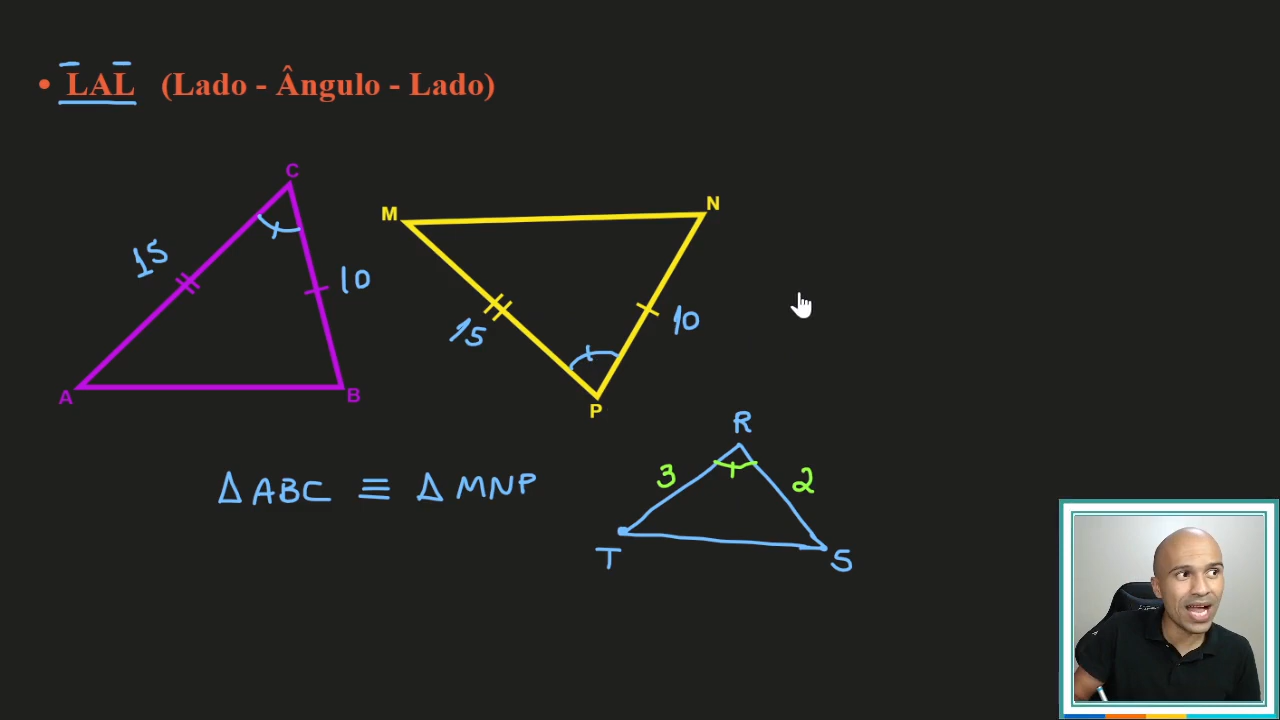 • LAL (Lado - Ângulo - Lado)
C
M
N
15
10
15
10
A
B
P
R
3
2
Δ ABC ≡ Δ MNP
T
S